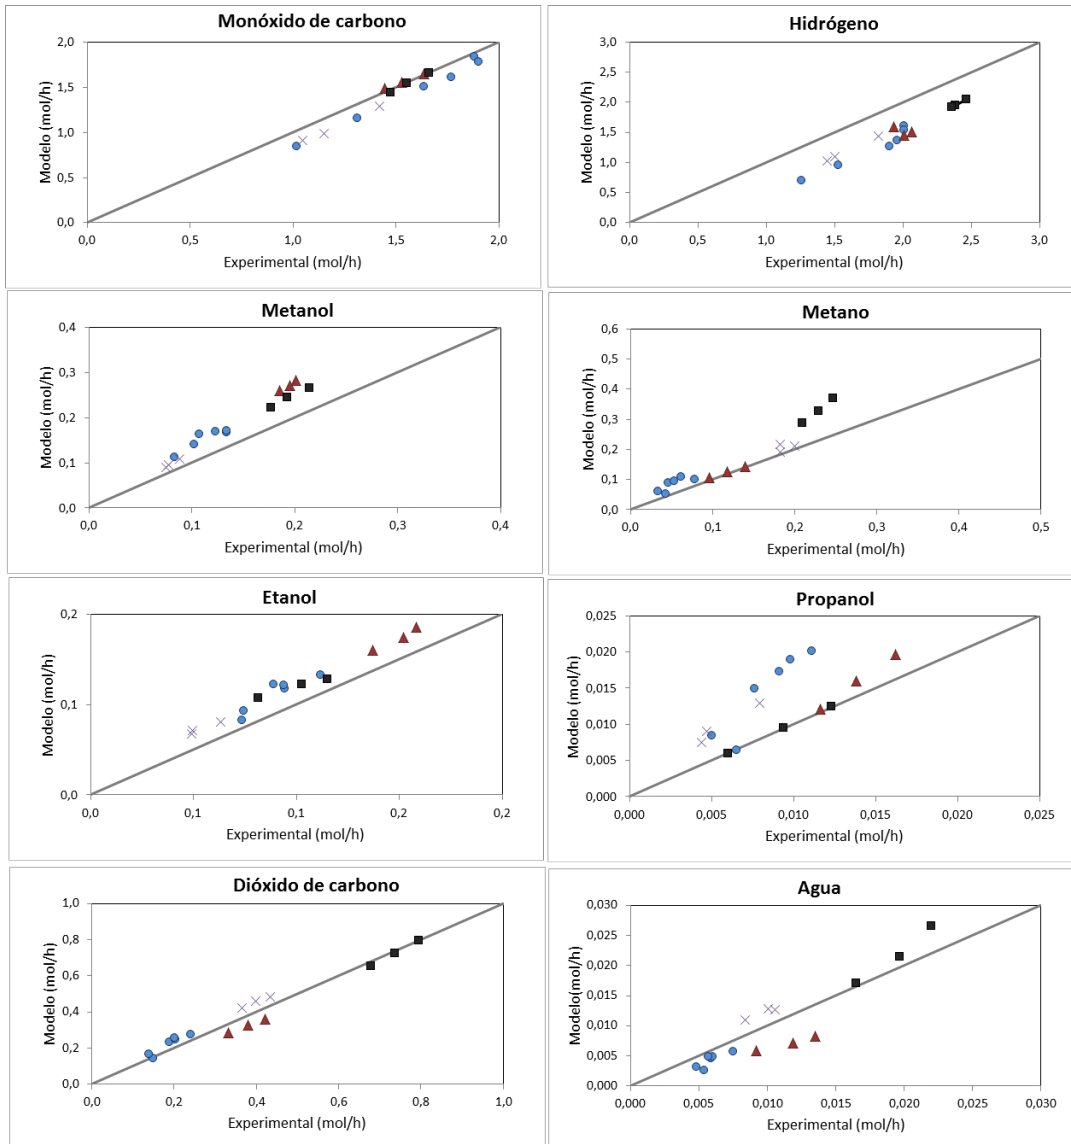 Monóxido de carbono
2,0
1,5
1,0
0,5
0,0
Modelo (mol/h)
0,0 0,5 1,0 1,5 2,0
Experimental (mol/h)
Hidrógeno
3,0
2,5
2,0
1,5
1,0
0,5
0,0
Modelo (mol/h)
0,0 0,5 1,0 1,5 2,0 2,5 3,0
Experimental (mol/h)
Metanol
0,4
0,3
0,2
0,1
0,0
Modelo (mol/h)
0,0 0,1 0,2 0,3 0,4
Experimental (mol/h)
Metano
0,6
0,5
0,4
0,3
0,2
0,1
0,0
Modelo (mol/h)
0,0 0,1 0,2 0,3 0,4 0,5
Experimental (mol/h)
Etanol
0,2
0,1
0,0
Modelo (mol/h)
0,0 0,1 0,1 0,2 0,2
Experimental (mol/h)
Propanol
0,025
0,020
0,015
0,010
0,005
0,000
Modelo (mol/h)
0,000 0,005 0,010 0,015 0,020 0,025
Experimental (mol/h)
Dióxido de carbono
1,0
0,8
0,6
0,4
0,2
0,0
Modelo (mol/h)
0,0 0,2 0,4 0,6 0,8 1,0
Experimental (mol/h)
Agua
0,030
0,025
0,020
0,015
0,010
0,005
0,000
Modelo(mol/h)
0,000 0,005 0,010 0,015 0,020 0,025 0,030
Experimental (mol/h)